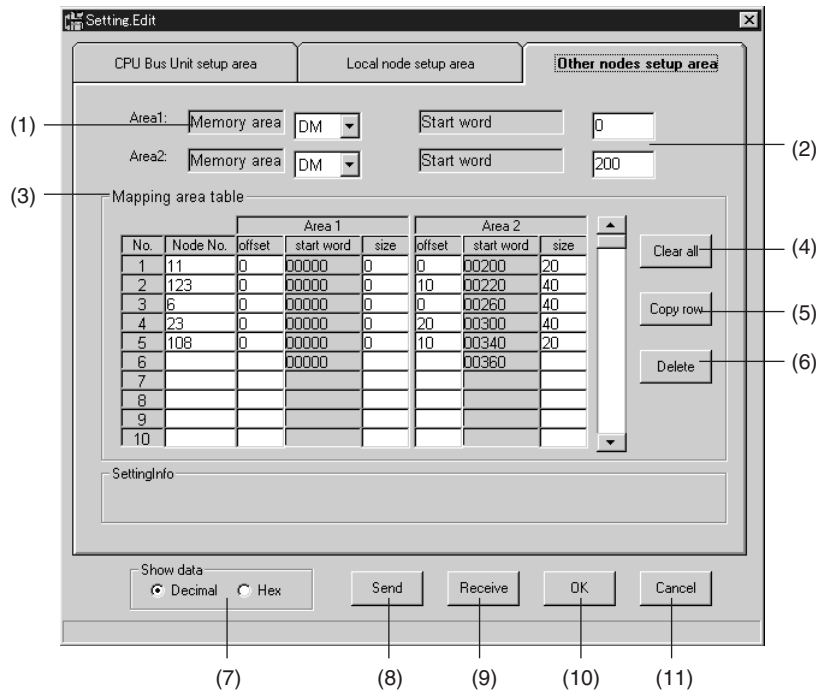 Setting.Edit
CPU Bus Unit setup area Local node setup area Other nodes setup area
(1) Area1: Memory area DM Start word 0
(2)
Area2: Memory area DM Start word 200
(3) Mapping area table
Area 1 Area 2
No. Node No. offset start word size offset start word size
1 11 0 00000 0 0 00200 20
2 123 0 00000 0 10 00220 40
3 6 0 00000 0 0 00260 40
4 23 0 00000 0 20 00300 40
5 108 0 00000 0 10 00340 20
6 00000 00360
7
8
9
10
Clear all (4)
Copy row (5)
Delete (6)
SettingInfo
Show data
Decimal Hex Send Receive OK Cancel
(7) (8) (9) (10) (11)